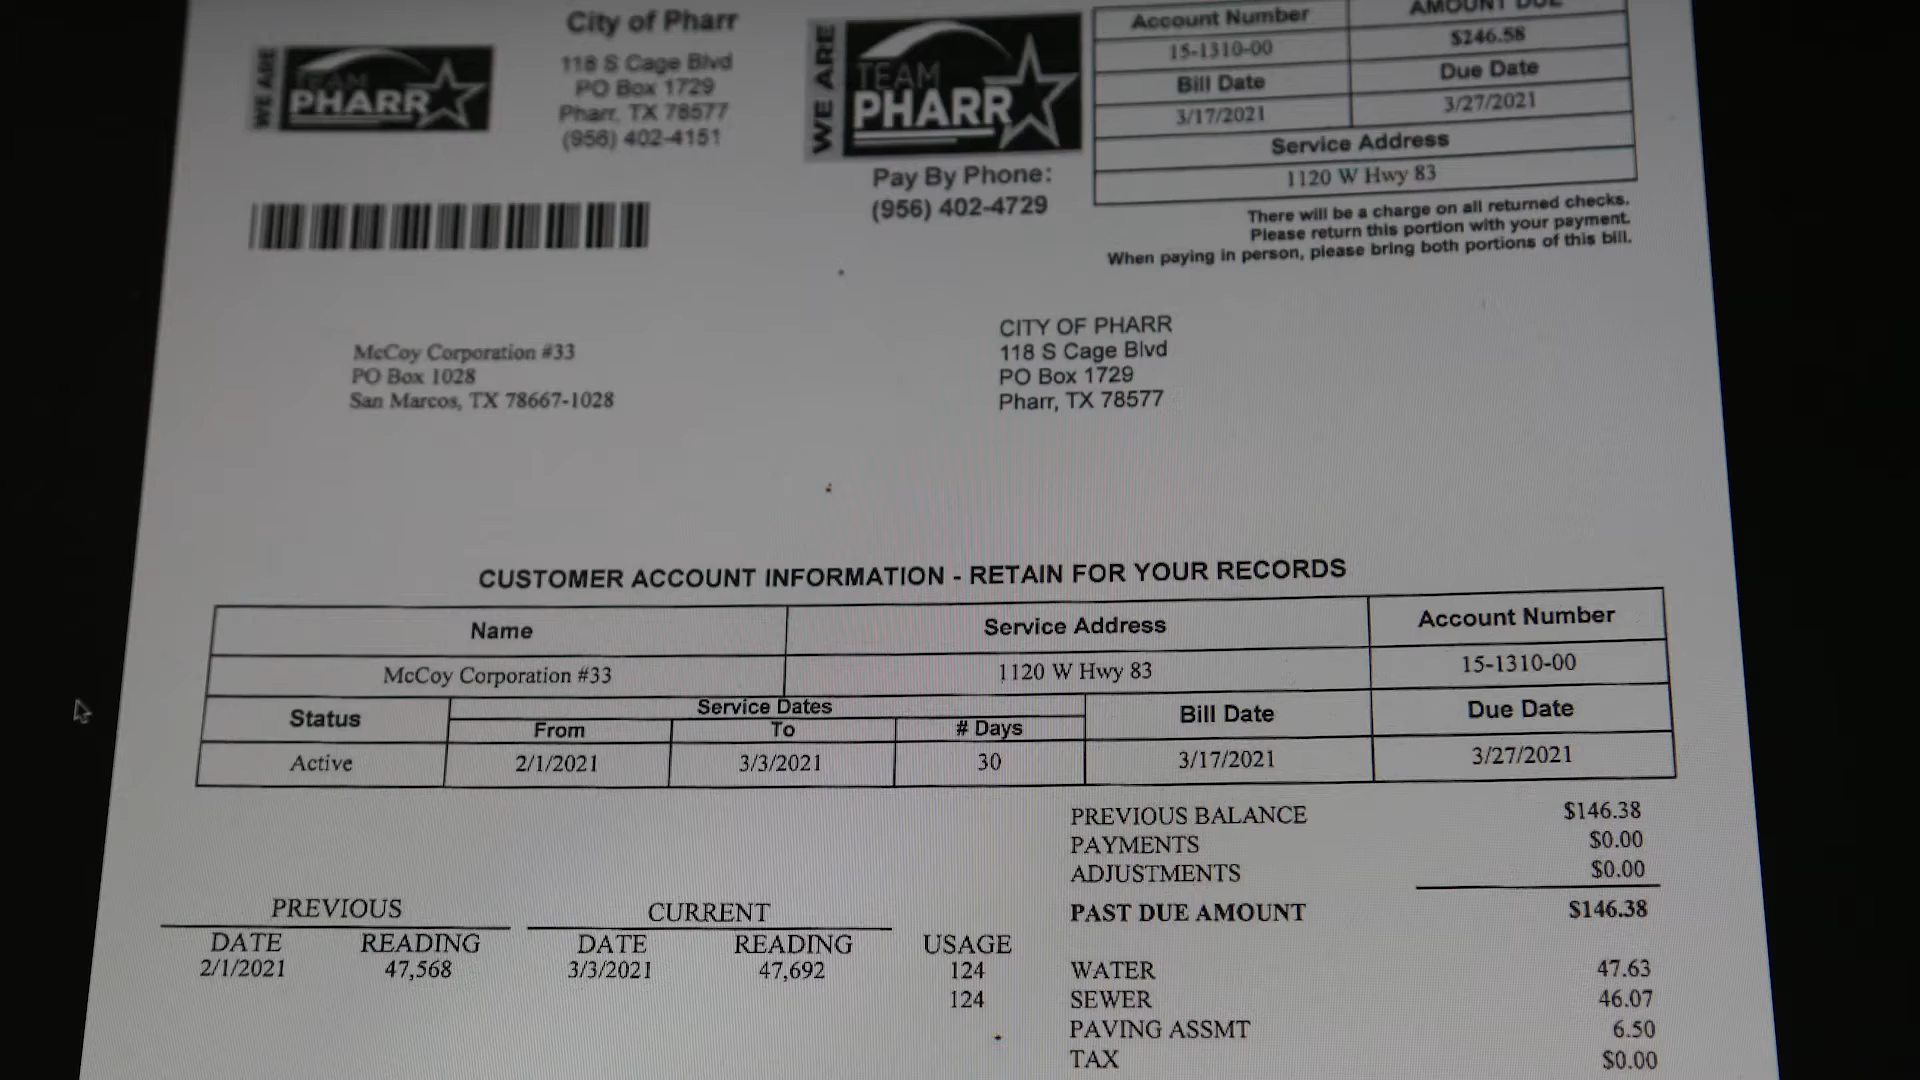 WE ARE
TEAM
PHARR
City of Pharr
118 S Cage Blvd
PO Box 1729
Pharr, TX 78577
(956) 402-4151
WE ARE
TEAM
PHARR
Pay By Phone:
(956) 402-4729
Account Number AMOUNT DUE
15-1310-00 $246.58
Bill Date Due Date
3/17/2021 3/27/2021
Service Address
1120 W Hwy 83
There will be a charge on all returned checks.
Please return this portion with your payment.
When paying in person, please bring both portions of this bill.
McCoy Corporation #33
PO Box 1028
San Marcos, TX 78667-1028
CITY OF PHARR
118 S Cage Blvd
PO Box 1729
Pharr, TX 78577
CUSTOMER ACCOUNT INFORMATION - RETAIN FOR YOUR RECORDS
Name Service Address Account Number
McCoy Corporation #33 1120 W Hwy 83 15-1310-00
Status Service Dates Bill Date Due Date
From To # Days
Active 2/1/2021 3/3/2021 30 3/17/2021 3/27/2021
PREVIOUS BALANCE $146.38
PAYMENTS $0.00
ADJUSTMENTS $0.00
PREVIOUS CURRENT PAST DUE AMOUNT $146.38
DATE READING DATE READING USAGE
2/1/2021 47,568 3/3/2021 47,692 124 WATER 47.63
124 SEWER 46.07
PAVING ASSMT 6.50
TAX $0.00